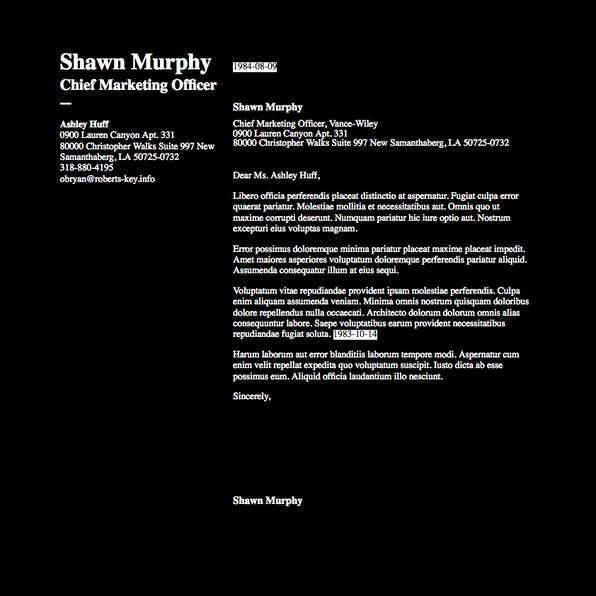 Shawn Murphy
Chief Marketing Officer
Ashley Huff
0900 Lauren Canyon Apt. 331
80000 Christopher Walks Suite 997 New
Samanthaberg, LA 50725-0732
318-880-4195
obryan@roberts-key.info
1984-08-09
Shawn Murphy
Chief Marketing Officer, Vance-Wiley
0900 Lauren Canyon Apt. 331
80000 Christopher Walks Suite 997 New Samanthaberg, LA 50725-0732
Dear Ms. Ashley Huff,
Libero officia perferendis placeat distinctio at aspernatur. Fugiat culpa error
quaerat pariatur. Molestiae mollitia et necessitatibus aut. Omnis quo ut
maxime corrupti deserunt. Numquam pariatur hic iure optio aut. Nostrum
excepturi eius voluptas magnam.
Error possimus doloremque minima pariatur placeat maxime placeat impedit.
Amet maiores asperiores voluptatum doloremque perferendis pariatur aliquid.
Assumenda consequatur illum at eius sequi.
Voluptatum vitae repudiandae provident ipsam molestiae perferendis. Culpa
enim aliquam assumenda veniam. Minima omnis nostrum quisquam doloribus
dolore repellendus nulla occaecati. Architecto dolorum dolorum omnis alias
consequuntur labore. Saepe voluptatibus earum provident necessitatibus
repudiandae fugiat soluta. 1983-10-14
Harum laborum aut error blanditiis laborum tempore modi. Aspernatur cum
enim velit repellat expedita quo voluptatum suscipit. Iusto dicta ab esse
possimus eum. Aliquid officia laudantium illo nesciunt.
Sincerely,
Shawn Murphy